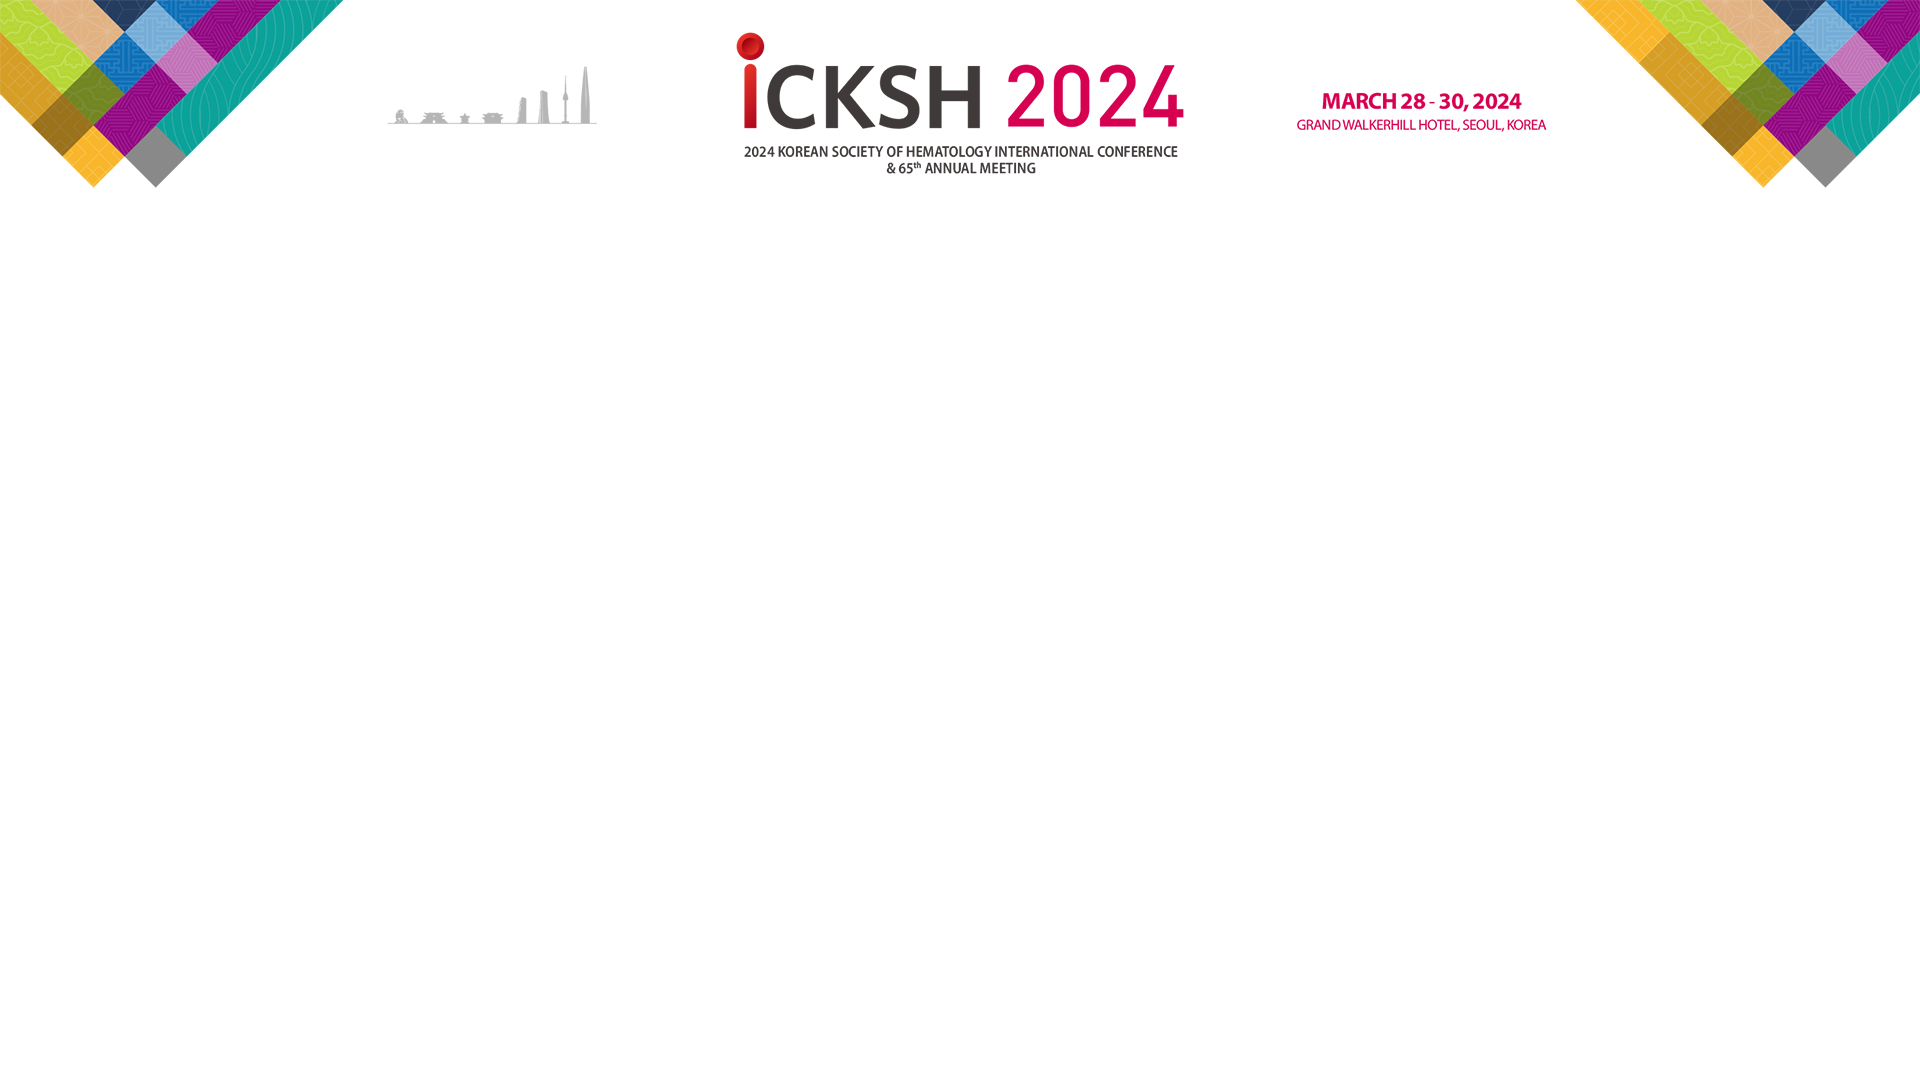 iCKSH 2024
2024 KOREAN SOCIETY OF HEMATOLOGY INTERNATIONAL CONFERENCE
& 65th ANNUAL MEETING
MARCH 28 - 30, 2024
GRAND WALKERHILL HOTEL, SEOUL, KOREA